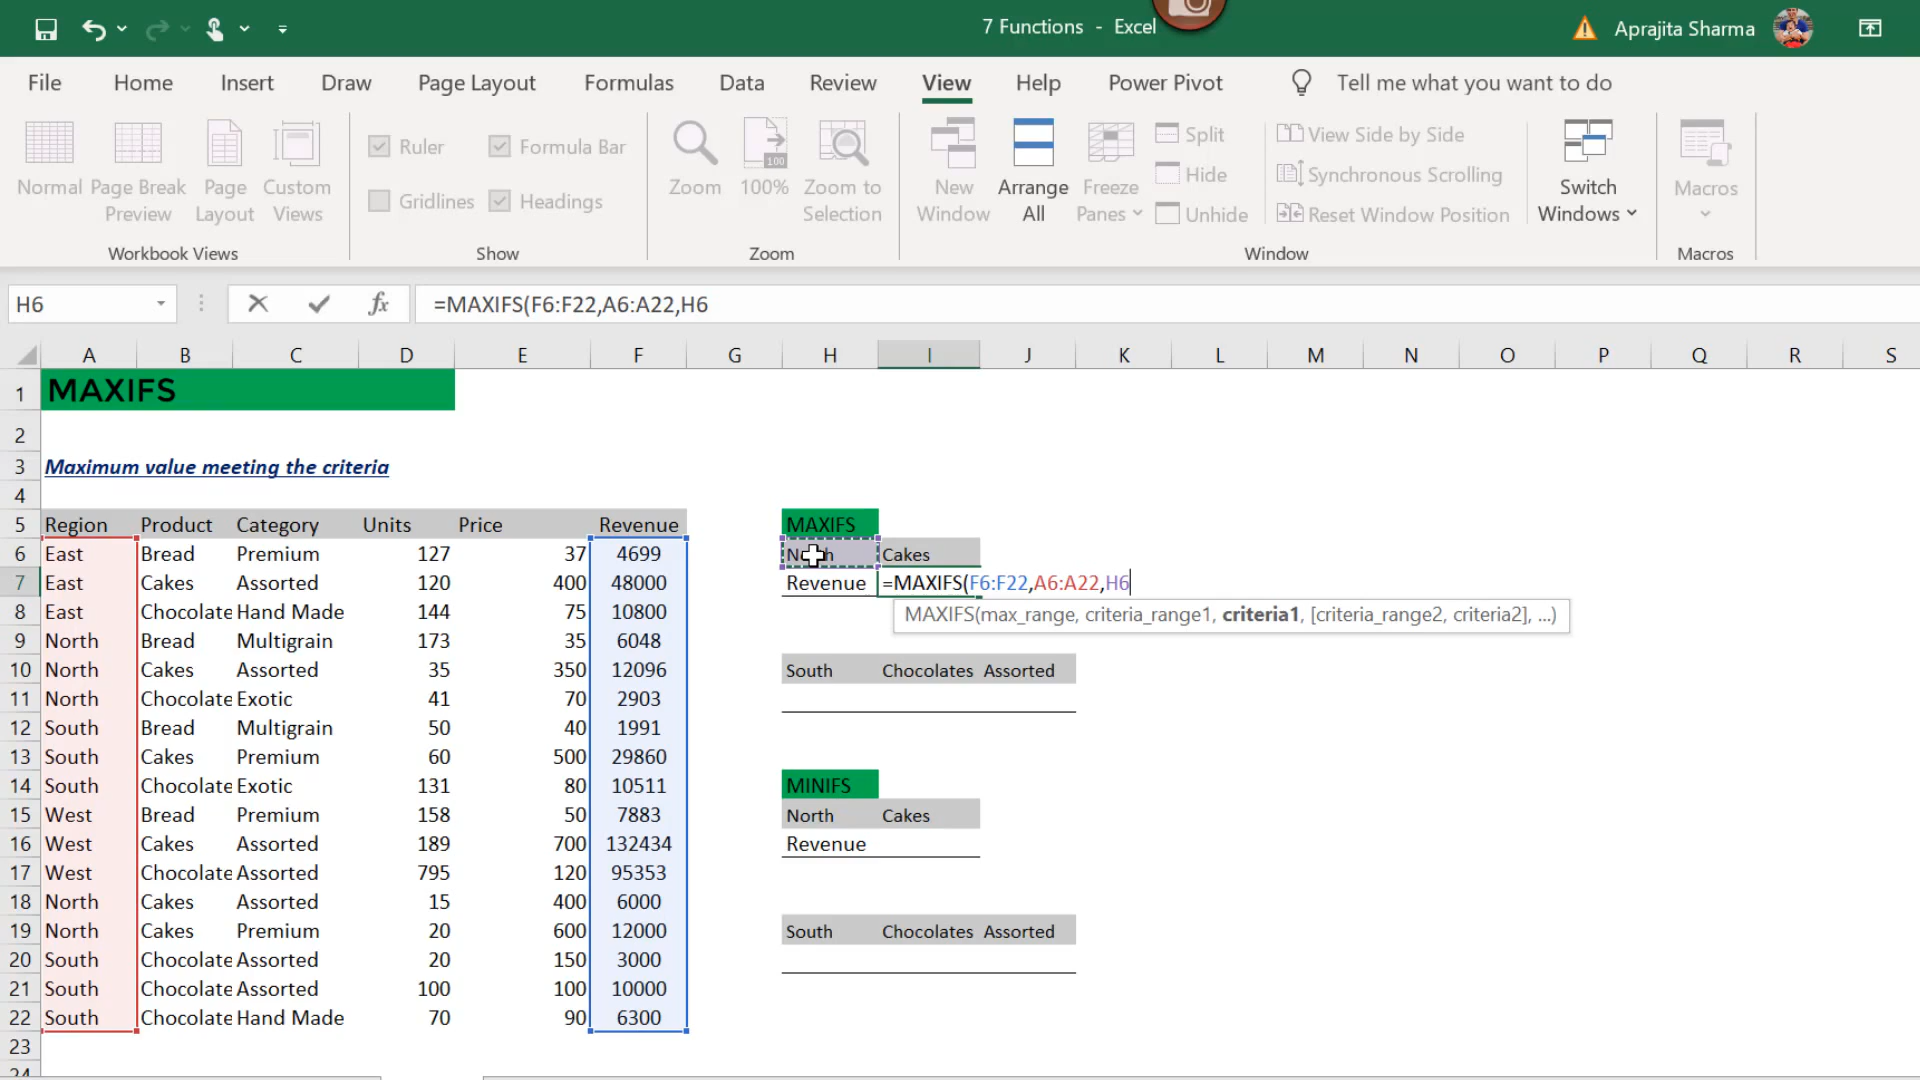 7 Functions - Excel
Aprajita Sharma
File Home Insert Draw Page Layout Formulas Data Review View Help Power Pivot Tell me what you want to do
Normal
Page Break Preview
Page Layout
Custom Views
Workbook Views
Ruler
Formula Bar
Gridlines
Headings
Show
Zoom
100
100%
Zoom to Selection
Zoom
New Window
Arrange All
Freeze Panes
Split
Hide
Unhide
View Side by Side
Synchronous Scrolling
Reset Window Position
Switch Windows
Window
Macros
Macros
H6 fx =MAXIFS(F6:F22,A6:A22,H6
A B C D E F G H I J K L M N O P Q R S
1 MAXIFS
2
3 Maximum value meeting the criteria
4
5 Region Product Category Units Price Revenue MAXIFS
6 East Bread Premium 127 37 4699 North Cakes
7 East Cakes Assorted 120 400 48000 Revenue =MAXIFS(F6:F22,A6:A22,H6
8 East Chocolate Hand Made 144 75 10800 MAXIFS(max_range, criteria_range1, criteria1, [criteria_range2, criteria2], ...)
9 North Bread Multigrain 173 35 6048
10 North Cakes Assorted 35 350 12096 South Chocolates Assorted
11 North Chocolate Exotic 41 70 2903
12 South Bread Multigrain 50 40 1991
13 South Cakes Premium 60 500 29860
14 South Chocolate Exotic 131 80 10511 MINIFS
15 West Bread Premium 158 50 7883 North Cakes
16 West Cakes Assorted 189 700 132434 Revenue
17 West Chocolate Assorted 795 120 95353
18 North Cakes Assorted 15 400 6000
19 North Cakes Premium 20 600 12000 South Chocolates Assorted
20 South Chocolate Assorted 20 150 3000
21 South Chocolate Assorted 100 100 10000
22 South Chocolate Hand Made 70 90 6300
23
24